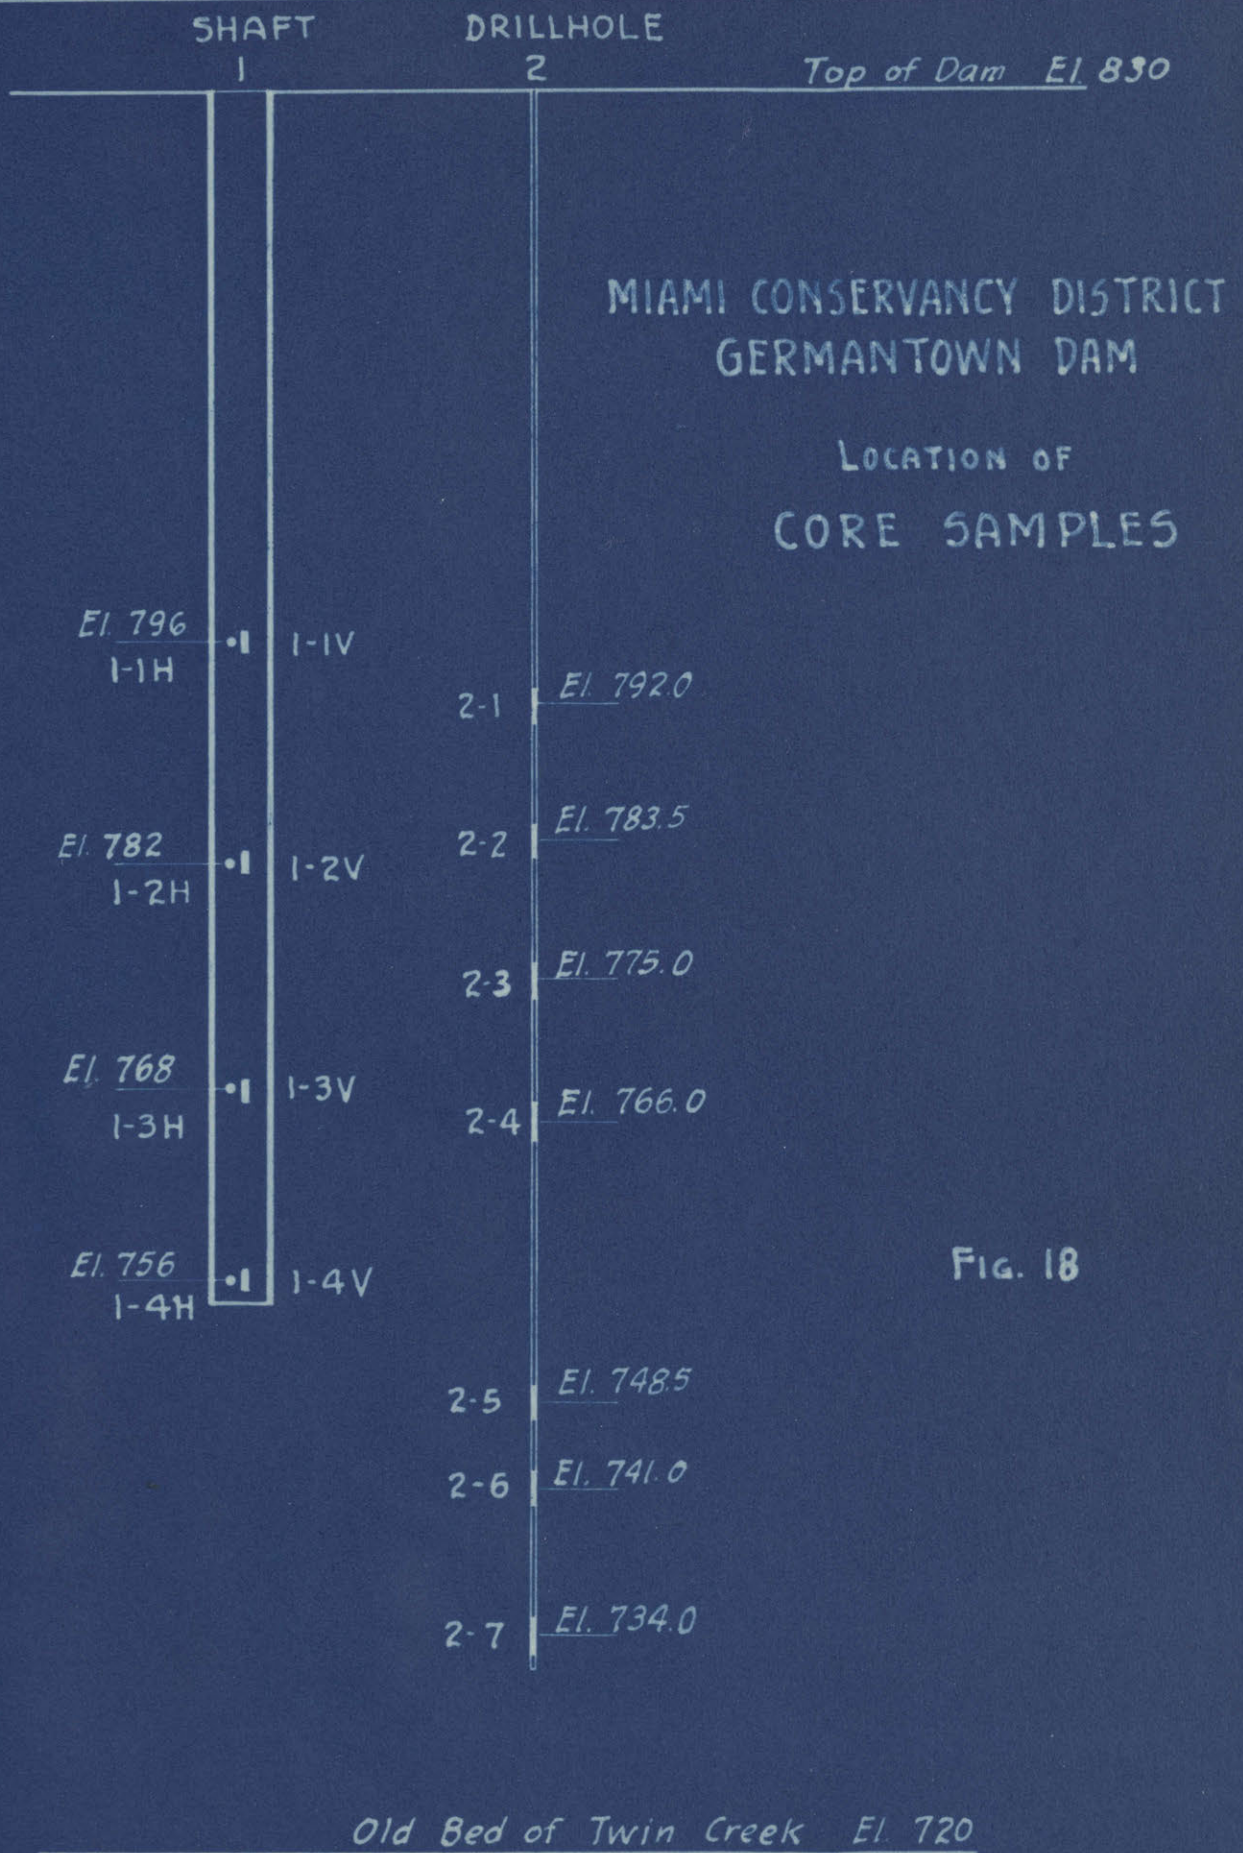 SHAFT
1
DRILLHOLE
2
Top of Dam El. 830
MIAMI CONSERVANCY DISTRICT
GERMANTOWN DAM
LOCATION OF
CORE SAMPLES
El. 796
1-1H
1-1V
2-1
El. 792.0
2-2
El. 783.5
El. 782
1-2H
1-2V
2-3
El. 775.0
El. 768
1-3H
1-3V
2-4
El. 766.0
El. 756
1-4H
1-4V
FIG. 18
2-5
El. 748.5
2-6
El. 741.0
2-7
El. 734.0
Old Bed of Twin Creek El. 720